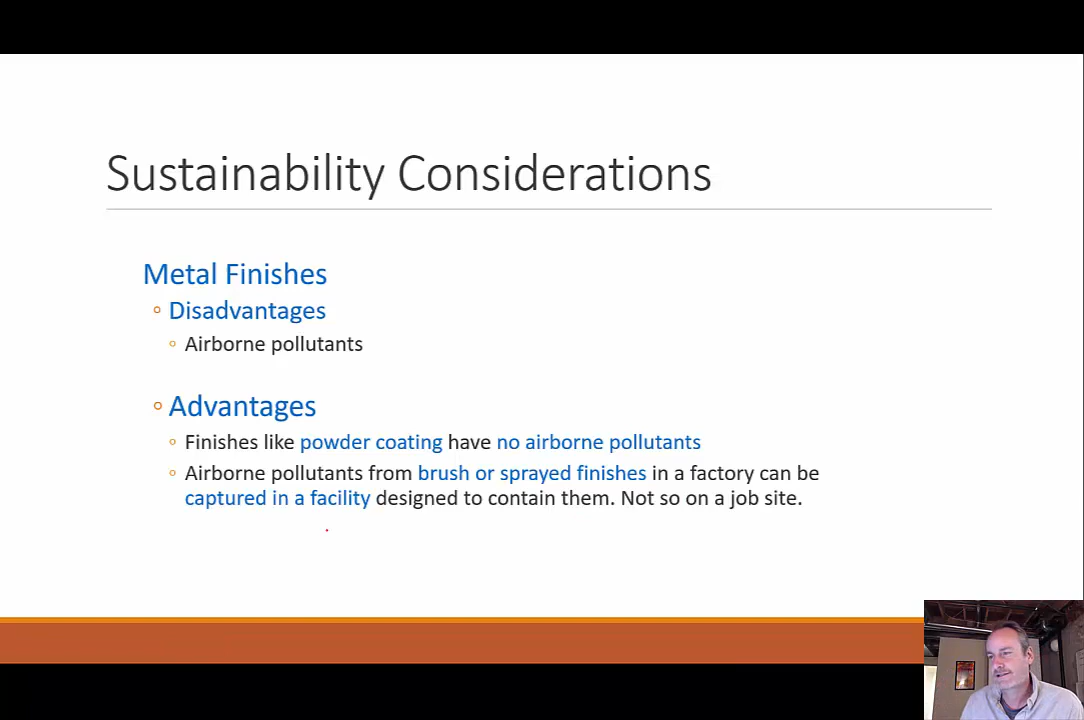 Sustainability Considerations
Metal Finishes
Disadvantages
Airborne pollutants
Advantages
Finishes like powder coating have no airborne pollutants
Airborne pollutants from brush or sprayed finishes in a factory can be
captured in a facility designed to contain them. Not so on a job site.